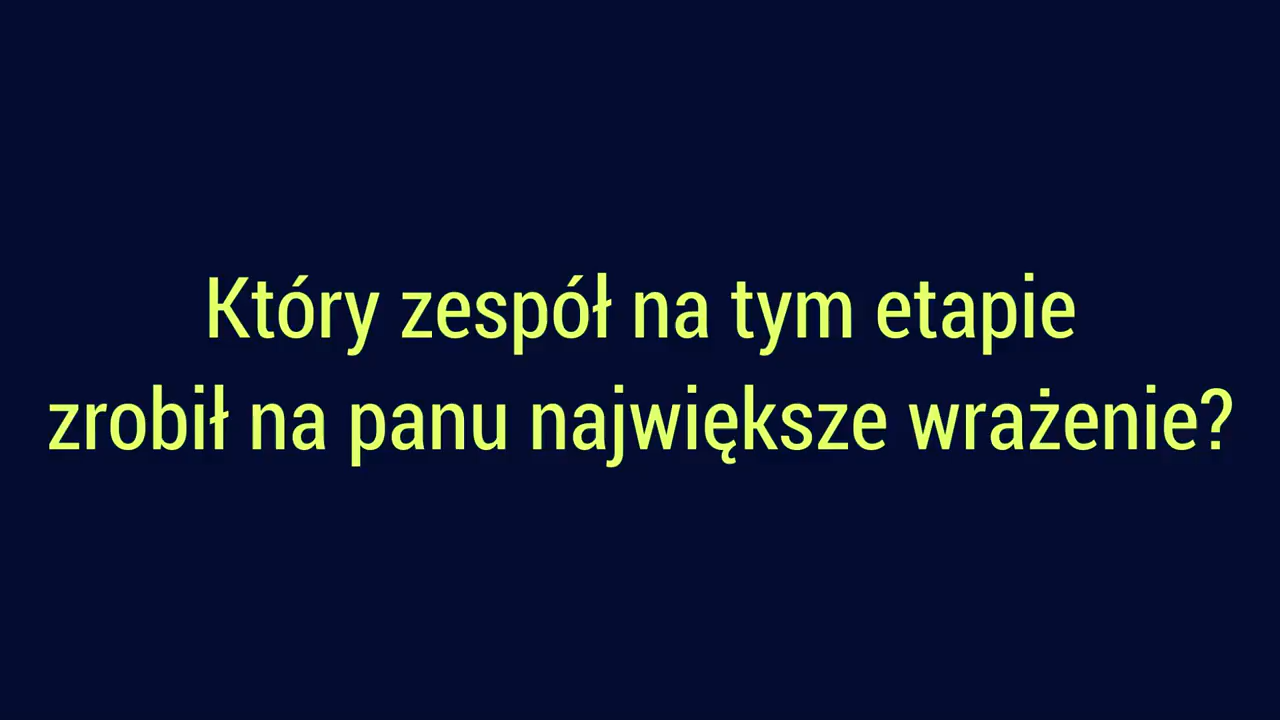 Który zespół na tym etapie
zrobił na panu największe wrażenie?